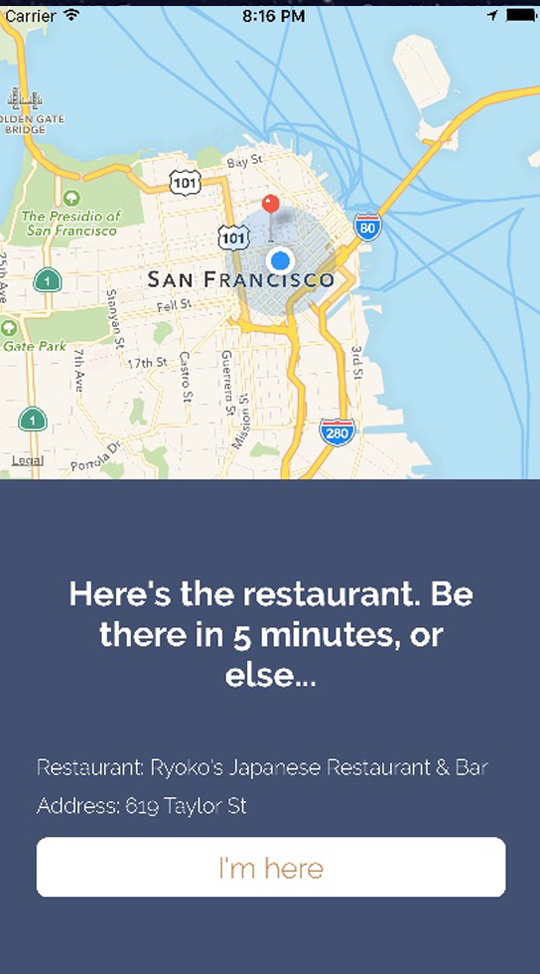 Carrier 8:16 PM
OLDEN GATE
BRIDGE
Bay St
101
The Presidio of
San Francisco
101
80
25th Ave
1
SAN FRANCISCO
Stanyan St
Fell St
Gate Park
7th Ave
17th St
Castro St
Guerrero St
Mission St
3rd St
1
280
Legal
Portola Dr
Here's the restaurant. Be
there in 5 minutes, or
else...
Restaurant: Ryoko's Japanese Restaurant & Bar
Address: 619 Taylor St
I'm here